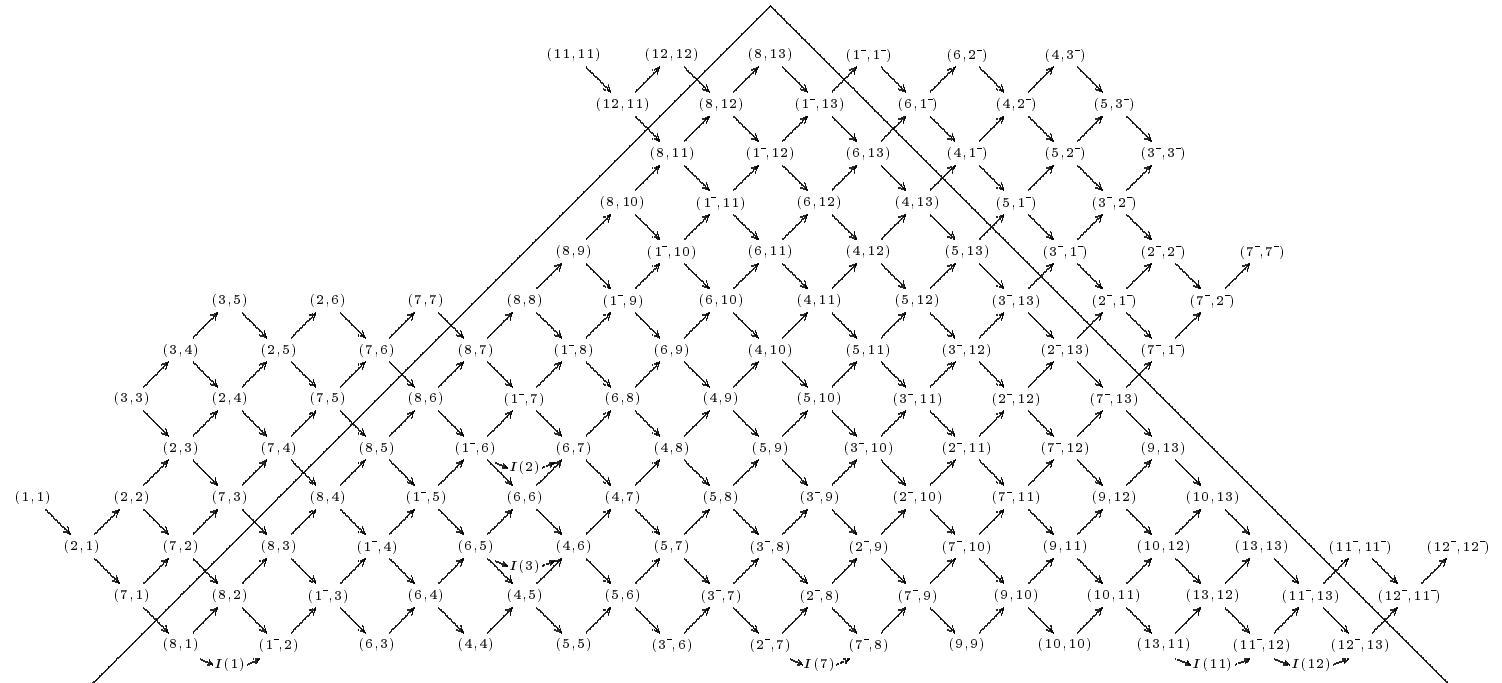 (11,11) (12,12) (8,13) (1⁻,1⁻) (6,2⁻) (4,3⁻)
(12,11) (8,12) (1⁻,13) (6,1⁻) (4,2⁻) (5,3⁻)
(8,11) (1⁻,12) (6,13) (4,1⁻) (5,2⁻) (3⁻,3⁻)
(8,10) (1⁻,11) (6,12) (4,13) (5,1⁻) (3⁻,2⁻)
(8,9) (1⁻,10) (6,11) (4,12) (5,13) (3⁻,1⁻) (2⁻,2⁻) (7⁻,7⁻)
(3,5) (2,6) (7,7) (8,8) (1⁻,9) (6,10) (4,11) (5,12) (3⁻,13) (2⁻,1⁻) (7⁻,2⁻)
(3,4) (2,5) (7,6) (8,7) (1⁻,8) (6,9) (4,10) (5,11) (3⁻,12) (2⁻,13) (7⁻,1⁻)
(3,3) (2,4) (7,5) (8,6) (1⁻,7) (6,8) (4,9) (5,10) (3⁻,11) (2⁻,12) (7⁻,13)
(2,3) (7,4) (8,5) (1⁻,6) (6,7) (4,8) (5,9) (3⁻,10) (2⁻,11) (7⁻,12) (9,13)
I(2)
(1,1) (2,2) (7,3) (8,4) (1⁻,5) (6,6) (4,7) (5,8) (3⁻,9) (2⁻,10) (7⁻,11) (9,12) (10,13)
(2,1) (7,2) (8,3) (1⁻,4) (6,5) (4,6) (5,7) (3⁻,8) (2⁻,9) (7⁻,10) (9,11) (10,12) (13,13) (11⁻,11⁻) (12⁻,12⁻)
I(3)
(7,1) (8,2) (1⁻,3) (6,4) (4,5) (5,6) (3⁻,7) (2⁻,8) (7⁻,9) (9,10) (10,11) (13,12) (11⁻,13) (12⁻,11⁻)
(8,1) (1⁻,2) (6,3) (4,4) (5,5) (3⁻,6) (2⁻,7) (7⁻,8) (9,9) (10,10) (13,11) (11⁻,12) (12⁻,13)
I(1) I(7) I(11) I(12)